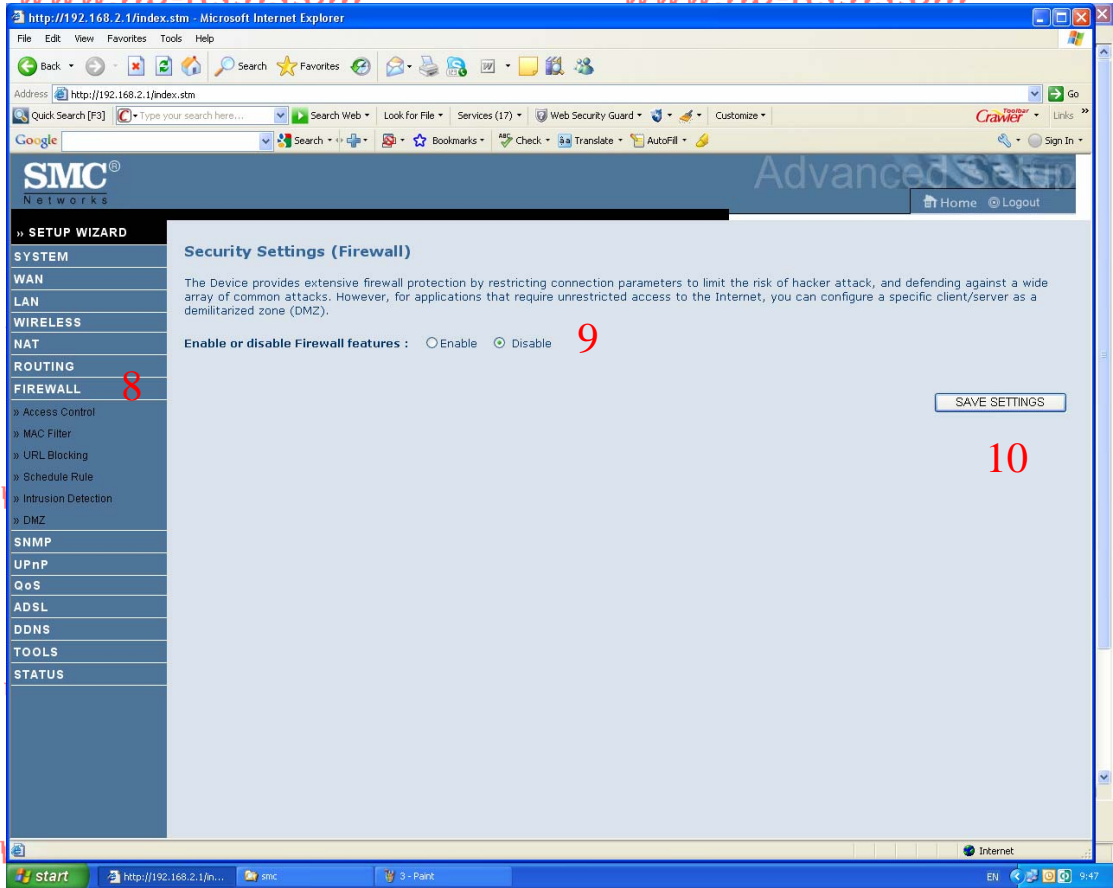 http://192.168.2.1/index.stm - Microsoft Internet Explorer
File Edit View Favorites Tools Help
Back Search Favorites
Address http://192.168.2.1/index.stm Go
Quick Search [F3] Type your search here... Search Web Look for File Services (17) Web Security Guard Customize Crawler Toolbar Links »
Google Search Bookmarks Check Translate AutoFill Sign In
SMC® Advanced Setup
Networks Home Logout
» SETUP WIZARD
SYSTEM
WAN
LAN
WIRELESS
NAT
ROUTING
FIREWALL 8
» Access Control
» MAC Filter
» URL Blocking
» Schedule Rule
» Intrusion Detection
» DMZ
SNMP
UPnP
QoS
ADSL
DDNS
TOOLS
STATUS
Security Settings (Firewall)
The Device provides extensive firewall protection by restricting connection parameters to limit the risk of hacker attack, and defending against a wide
array of common attacks. However, for applications that require unrestricted access to the Internet, you can configure a specific client/server as a
demilitarized zone (DMZ).
Enable or disable Firewall features : Enable Disable 9
SAVE SETTINGS
10
Internet
start http://192.168.2.1/in... smc 3 - Paint EN 9:47